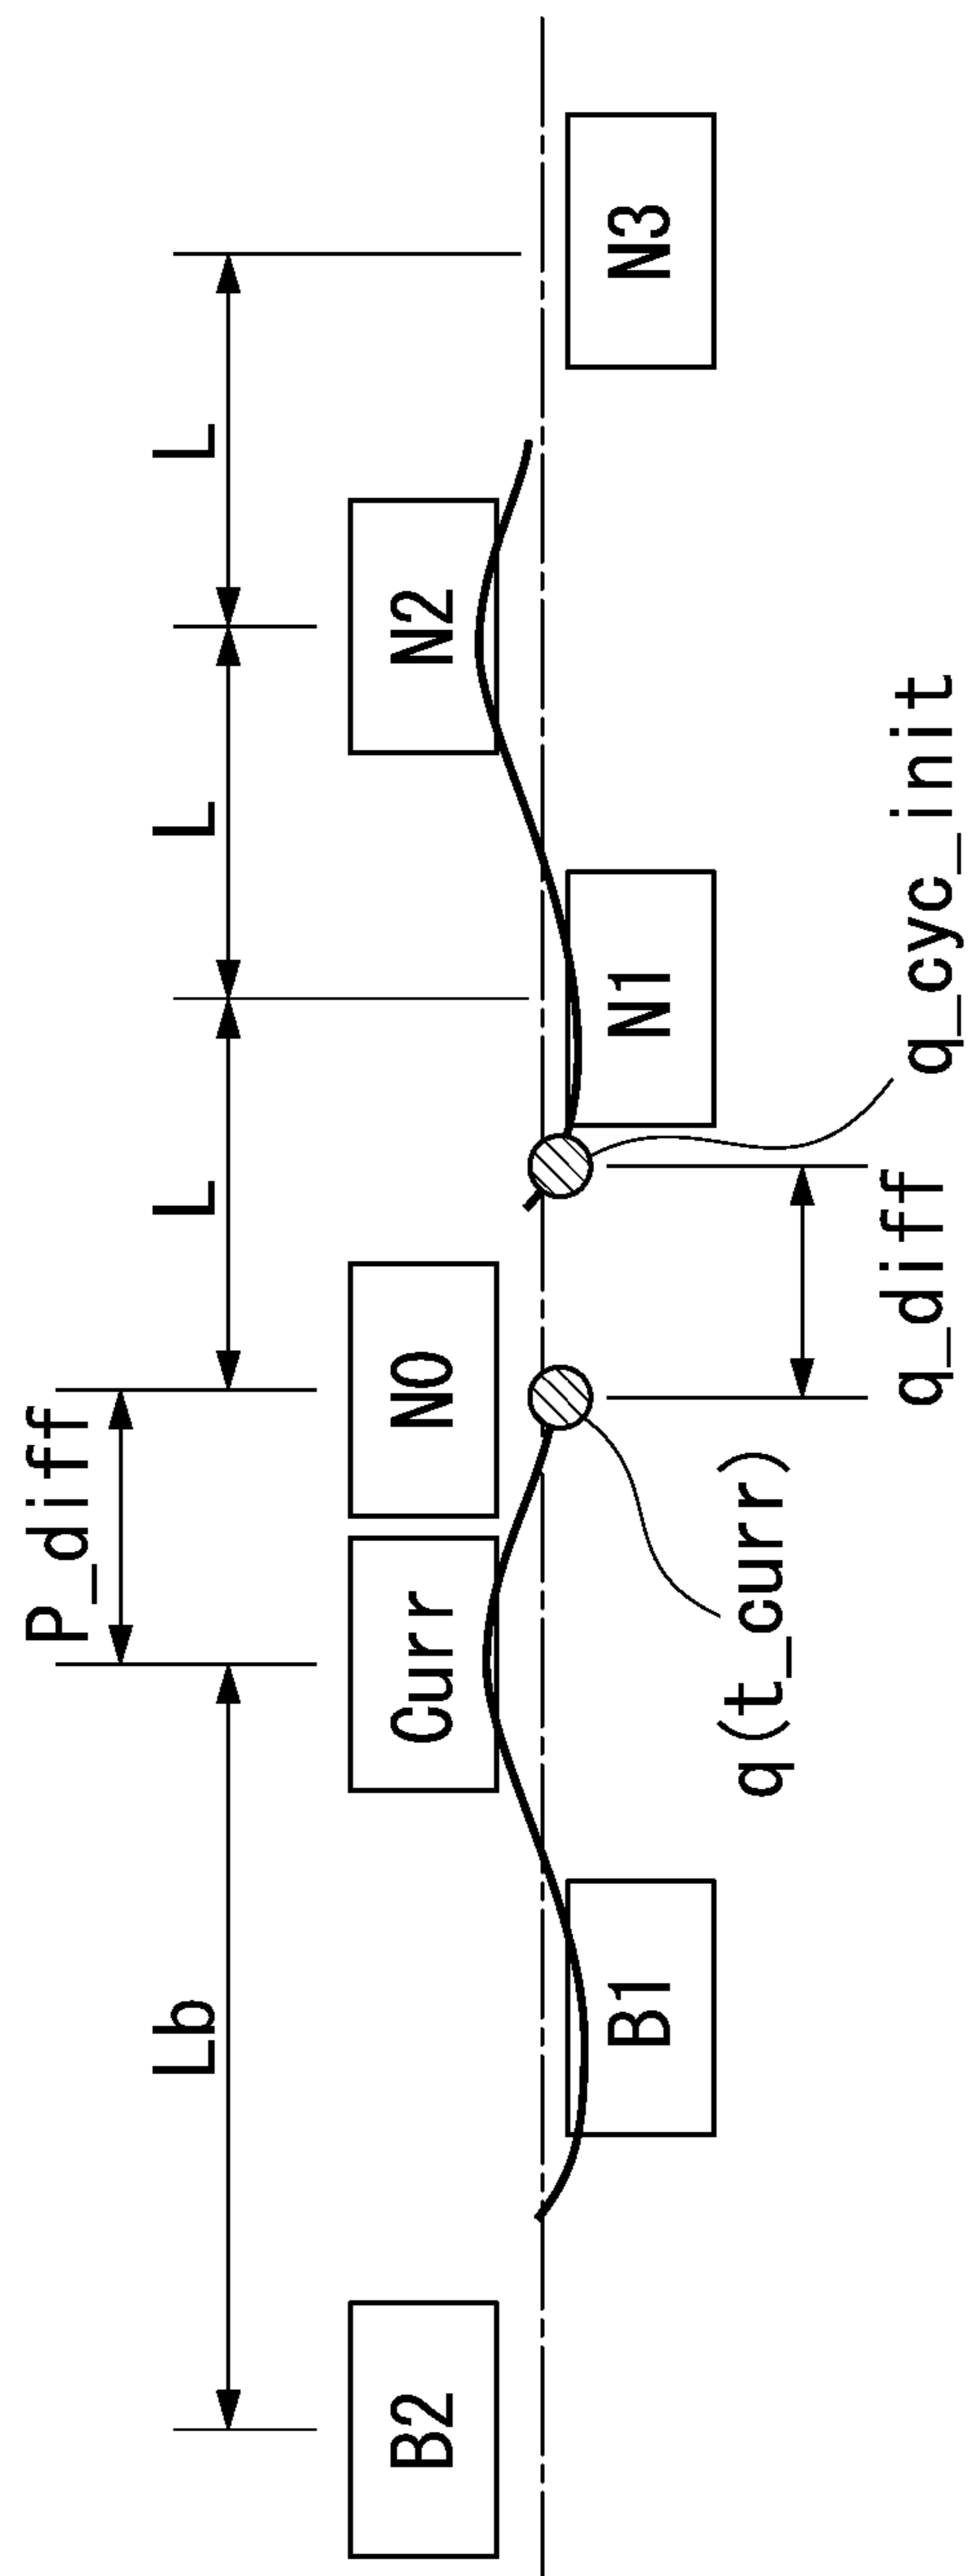 P_diff
Lb
L
L
L
B2
Curr
N0
N2
B1
N1
N3
q(t_curr)
q_diff
q_cyc_init